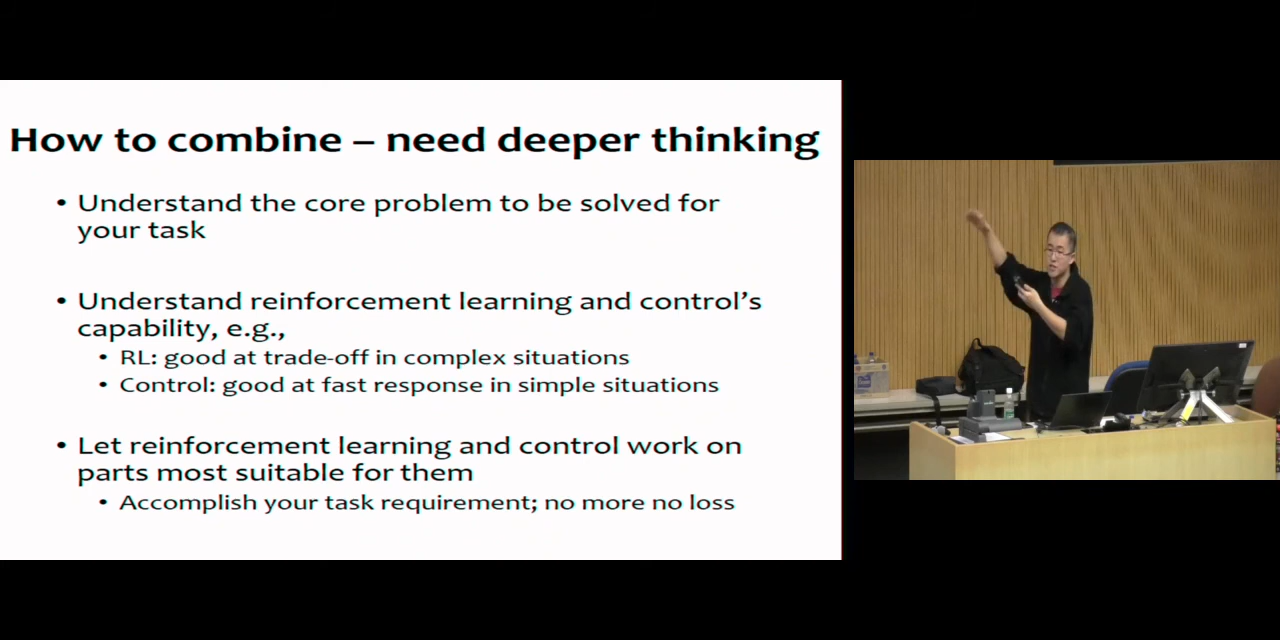 How to combine – need deeper thinking
• Understand the core problem to be solved for
your task
• Understand reinforcement learning and control’s
capability, e.g.,
• RL: good at trade-off in complex situations
• Control: good at fast response in simple situations
• Let reinforcement learning and control work on
parts most suitable for them
• Accomplish your task requirement; no more no loss